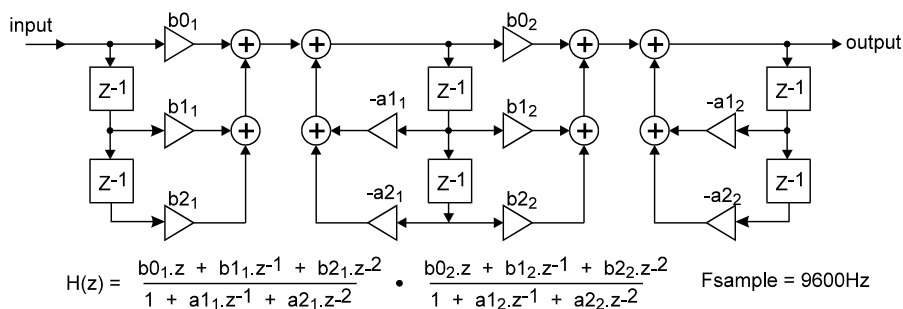 input
b0₁
b0₂
output
z⁻¹
z⁻¹
z⁻¹
b1₁
-a1₁
b1₂
-a1₂
z⁻¹
z⁻¹
z⁻¹
b2₁
-a2₁
b2₂
-a2₂
H(z) = b0₁.z + b1₁.z⁻¹ + b2₁.z⁻² / 1 + a1₁.z⁻¹ + a2₁.z⁻² • b0₂.z + b1₂.z⁻¹ + b2₂.z⁻² / 1 + a1₂.z⁻¹ + a2₂.z⁻² Fsample = 9600Hz